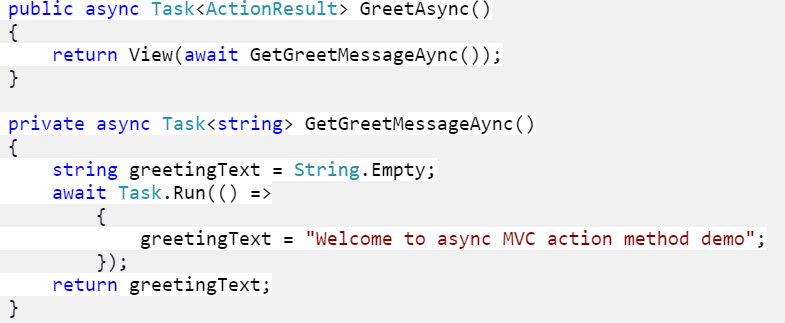 public async Task<ActionResult> GreetAsync()
{
    return View(await GetGreetMessageAync());
}

private async Task<string> GetGreetMessageAync()
{
    string greetingText = String.Empty;
    await Task.Run(() =>
        {
            greetingText = "Welcome to async MVC action method demo";
        });
    return greetingText;
}